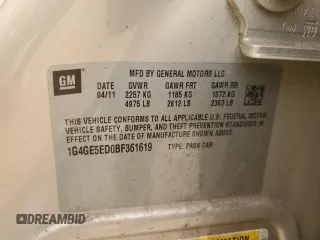 GM
MFD BY GENERAL MOTORS LLC
DATE GVWR GAWR FRT GAWR RR
04/11 2257 KG 1185 KG 1072 KG
4975 LB 2612 LB 2363 LB
THIS VEHICLE CONFORMS TO ALL APPLICABLE U.S. FEDERAL MOTOR
VEHICLE SAFETY, BUMPER, AND THEFT PREVENTION STANDARDS IN
EFFECT ON THE DATE OF MANUFACTURE SHOWN ABOVE.
1G4GE5ED0BF361619 TYPE: PASS CAR
DREAMBID